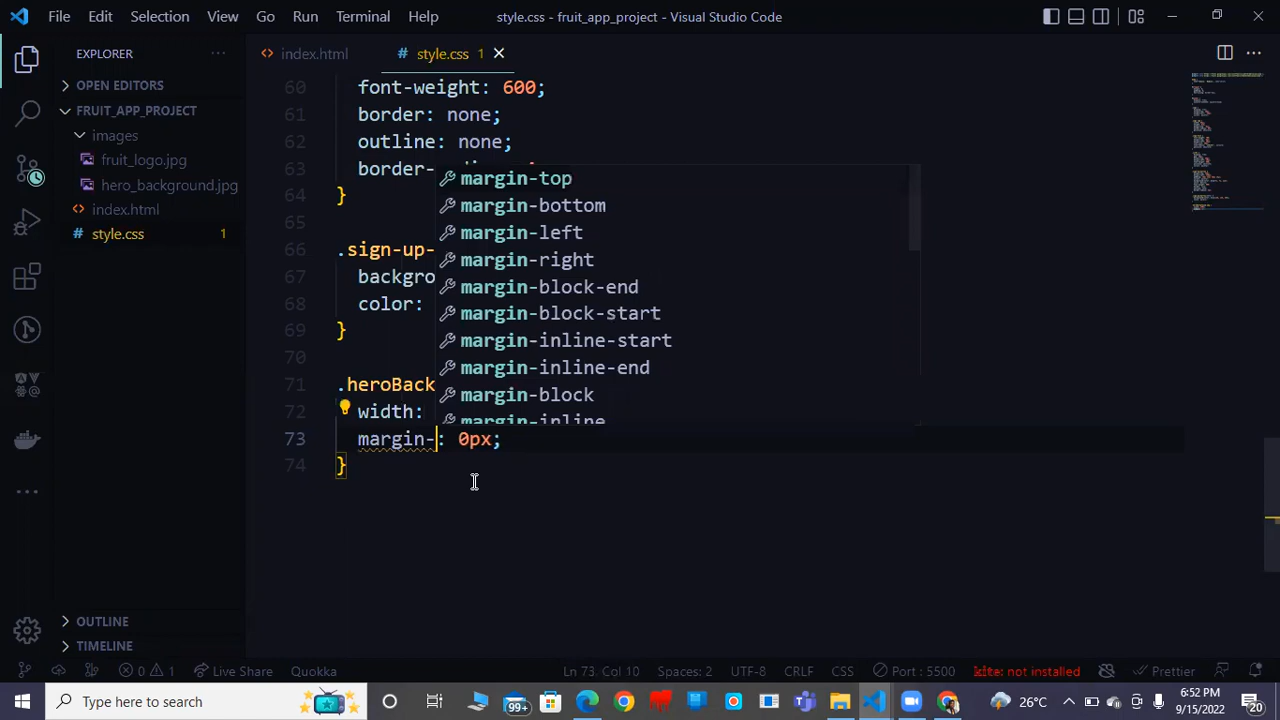 File Edit Selection View Go Run Terminal Help
style.css - fruit_app_project - Visual Studio Code
EXPLORER
index.html
style.css 1
OPEN EDITORS
FRUIT_APP_PROJECT
images
fruit_logo.jpg
hero_background.jpg
index.html
style.css 1
60 font-weight: 600;
61 border: none;
62 outline: none;
63 border-
64 }
65
66 .sign-up-
67 backgro
68 color:
69 }
70
71 .heroBack
72 width:
73 margin-: 0px;
74 }
margin-top
margin-bottom
margin-left
margin-right
margin-block-end
margin-block-start
margin-inline-start
margin-inline-end
margin-block
margin-inline
OUTLINE
TIMELINE
0 1 Live Share Quokka Ln 73, Col 10 Spaces: 2 UTF-8 CRLF CSS Port : 5500 kite: not installed Prettier
Type here to search
99+
26°C
6:52 PM
9/15/2022
20